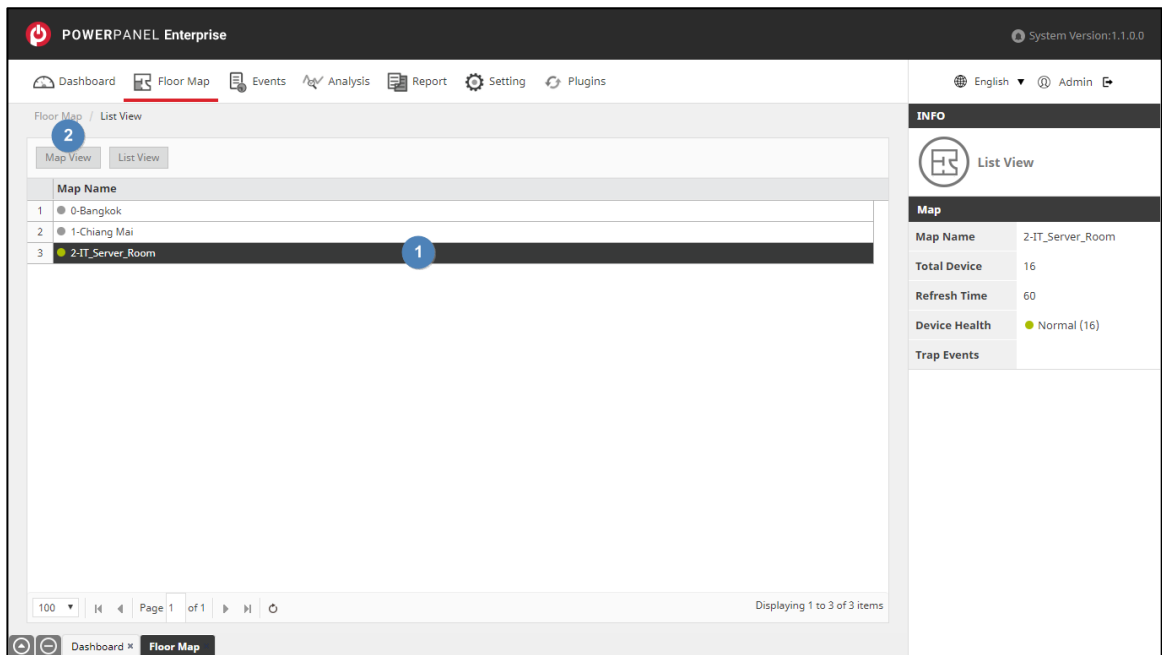 POWERPANEL Enterprise
System Version:1.1.0.0
Dashboard Floor Map Events Analysis Report Setting Plugins
English ▼ Admin
Floor Map / List View
2
Map View List View
Map Name
1 0-Bangkok
2 1-Chiang Mai
3 2-IT_Server_Room 1
100 ▼ Page 1 of 1 Displaying 1 to 3 of 3 items
Dashboard × Floor Map
INFO
List View
Map
Map Name 2-IT_Server_Room
Total Device 16
Refresh Time 60
Device Health Normal (16)
Trap Events